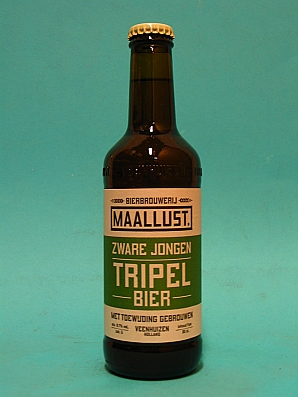 BIERBROUWERIJ
MAALLUST.
ZWARE JONGEN
TRIPEL
BIER
MET TOEWIJDING GEBROUWEN
VEENHUIZEN
HOLLAND